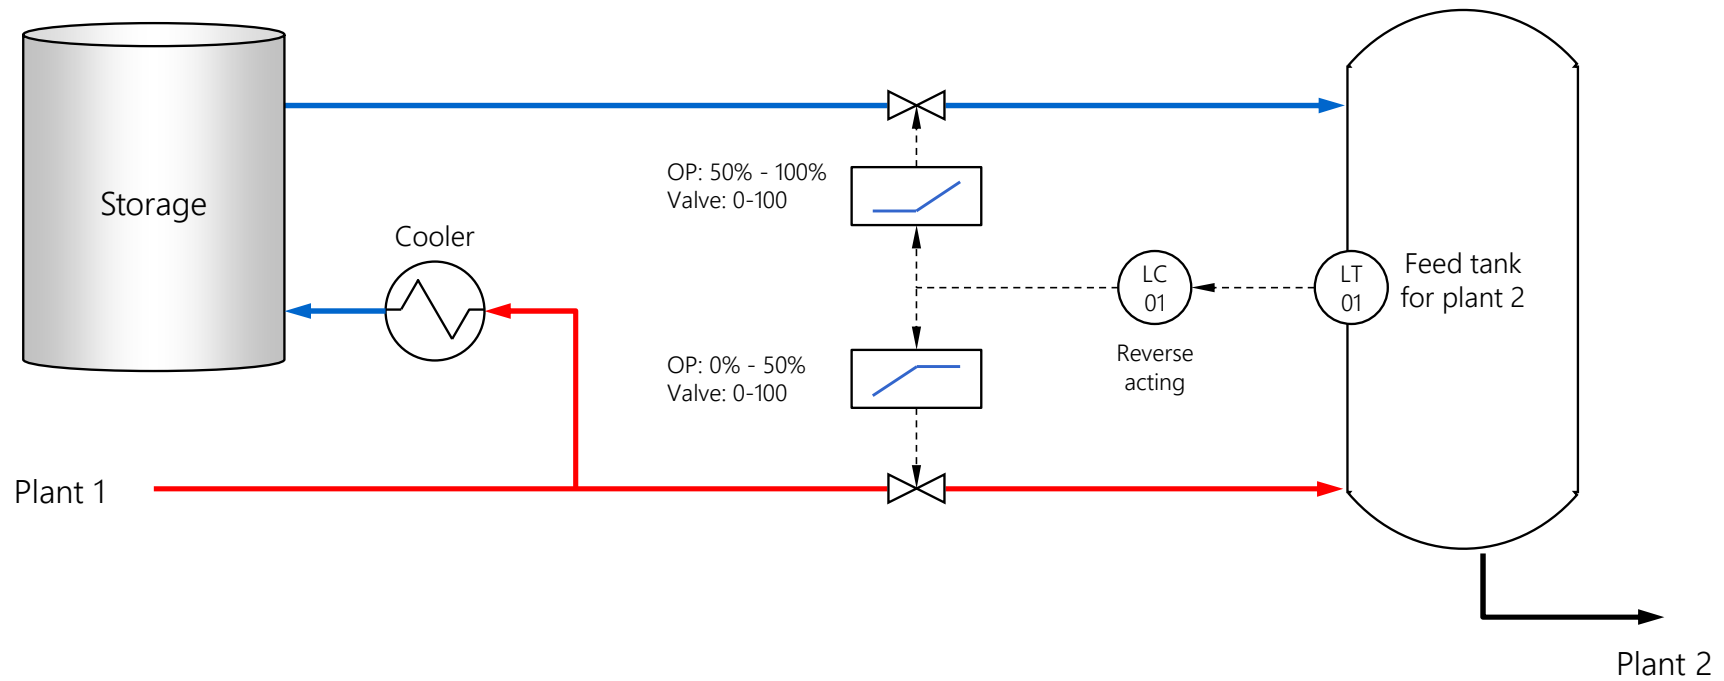 OP: 50% - 100%
Valve: 0-100
Storage
Cooler
LC
01
LT
01
Feed tank
for plant 2
Reverse
acting
OP: 0% - 50%
Valve: 0-100
Plant 1
Plant 2